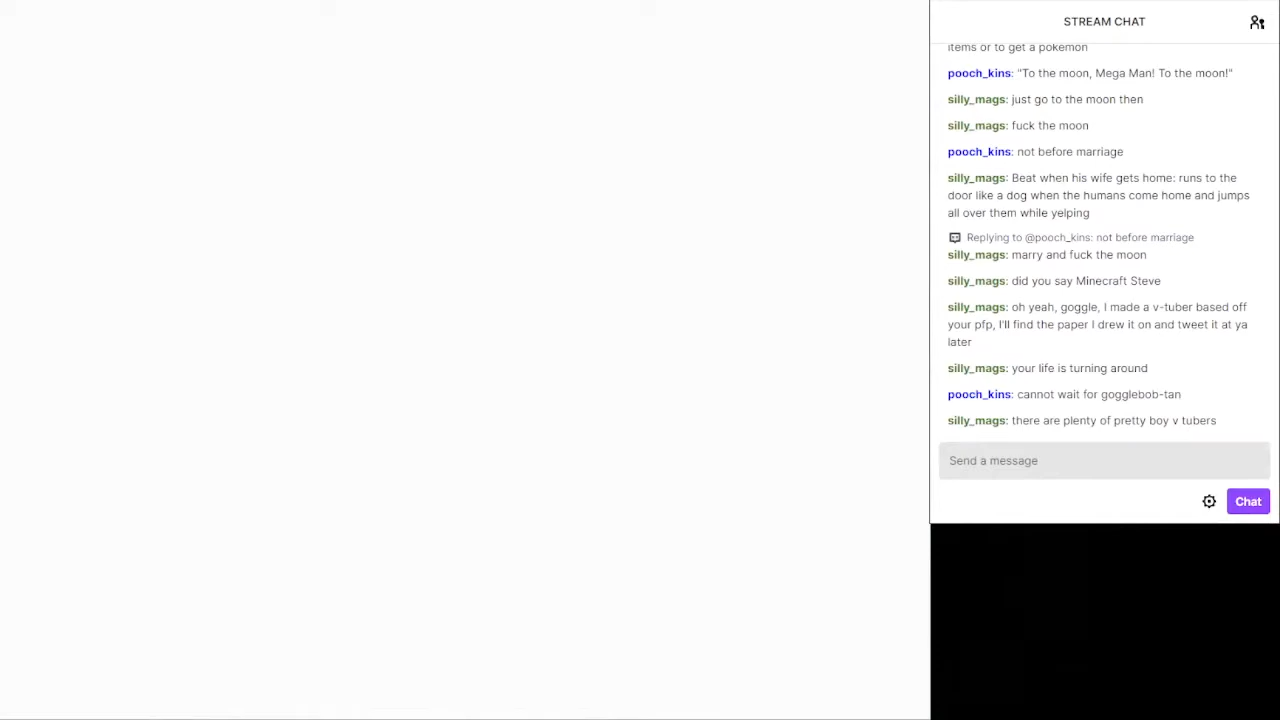 STREAM CHAT
items or to get a pokemon
pooch_kins: "To the moon, Mega Man! To the moon!"
silly_mags: just go to the moon then
silly_mags: fuck the moon
pooch_kins: not before marriage
silly_mags: Beat when his wife gets home: runs to the
door like a dog when the humans come home and jumps
all over them while yelping
Replying to @pooch_kins: not before marriage
silly_mags: marry and fuck the moon
silly_mags: did you say Minecraft Steve
silly_mags: oh yeah, goggle, I made a v-tuber based off
your pfp, I'll find the paper I drew it on and tweet it at ya
later
silly_mags: your life is turning around
pooch_kins: cannot wait for gogglebob-tan
silly_mags: there are plenty of pretty boy v tubers
Send a message
Chat